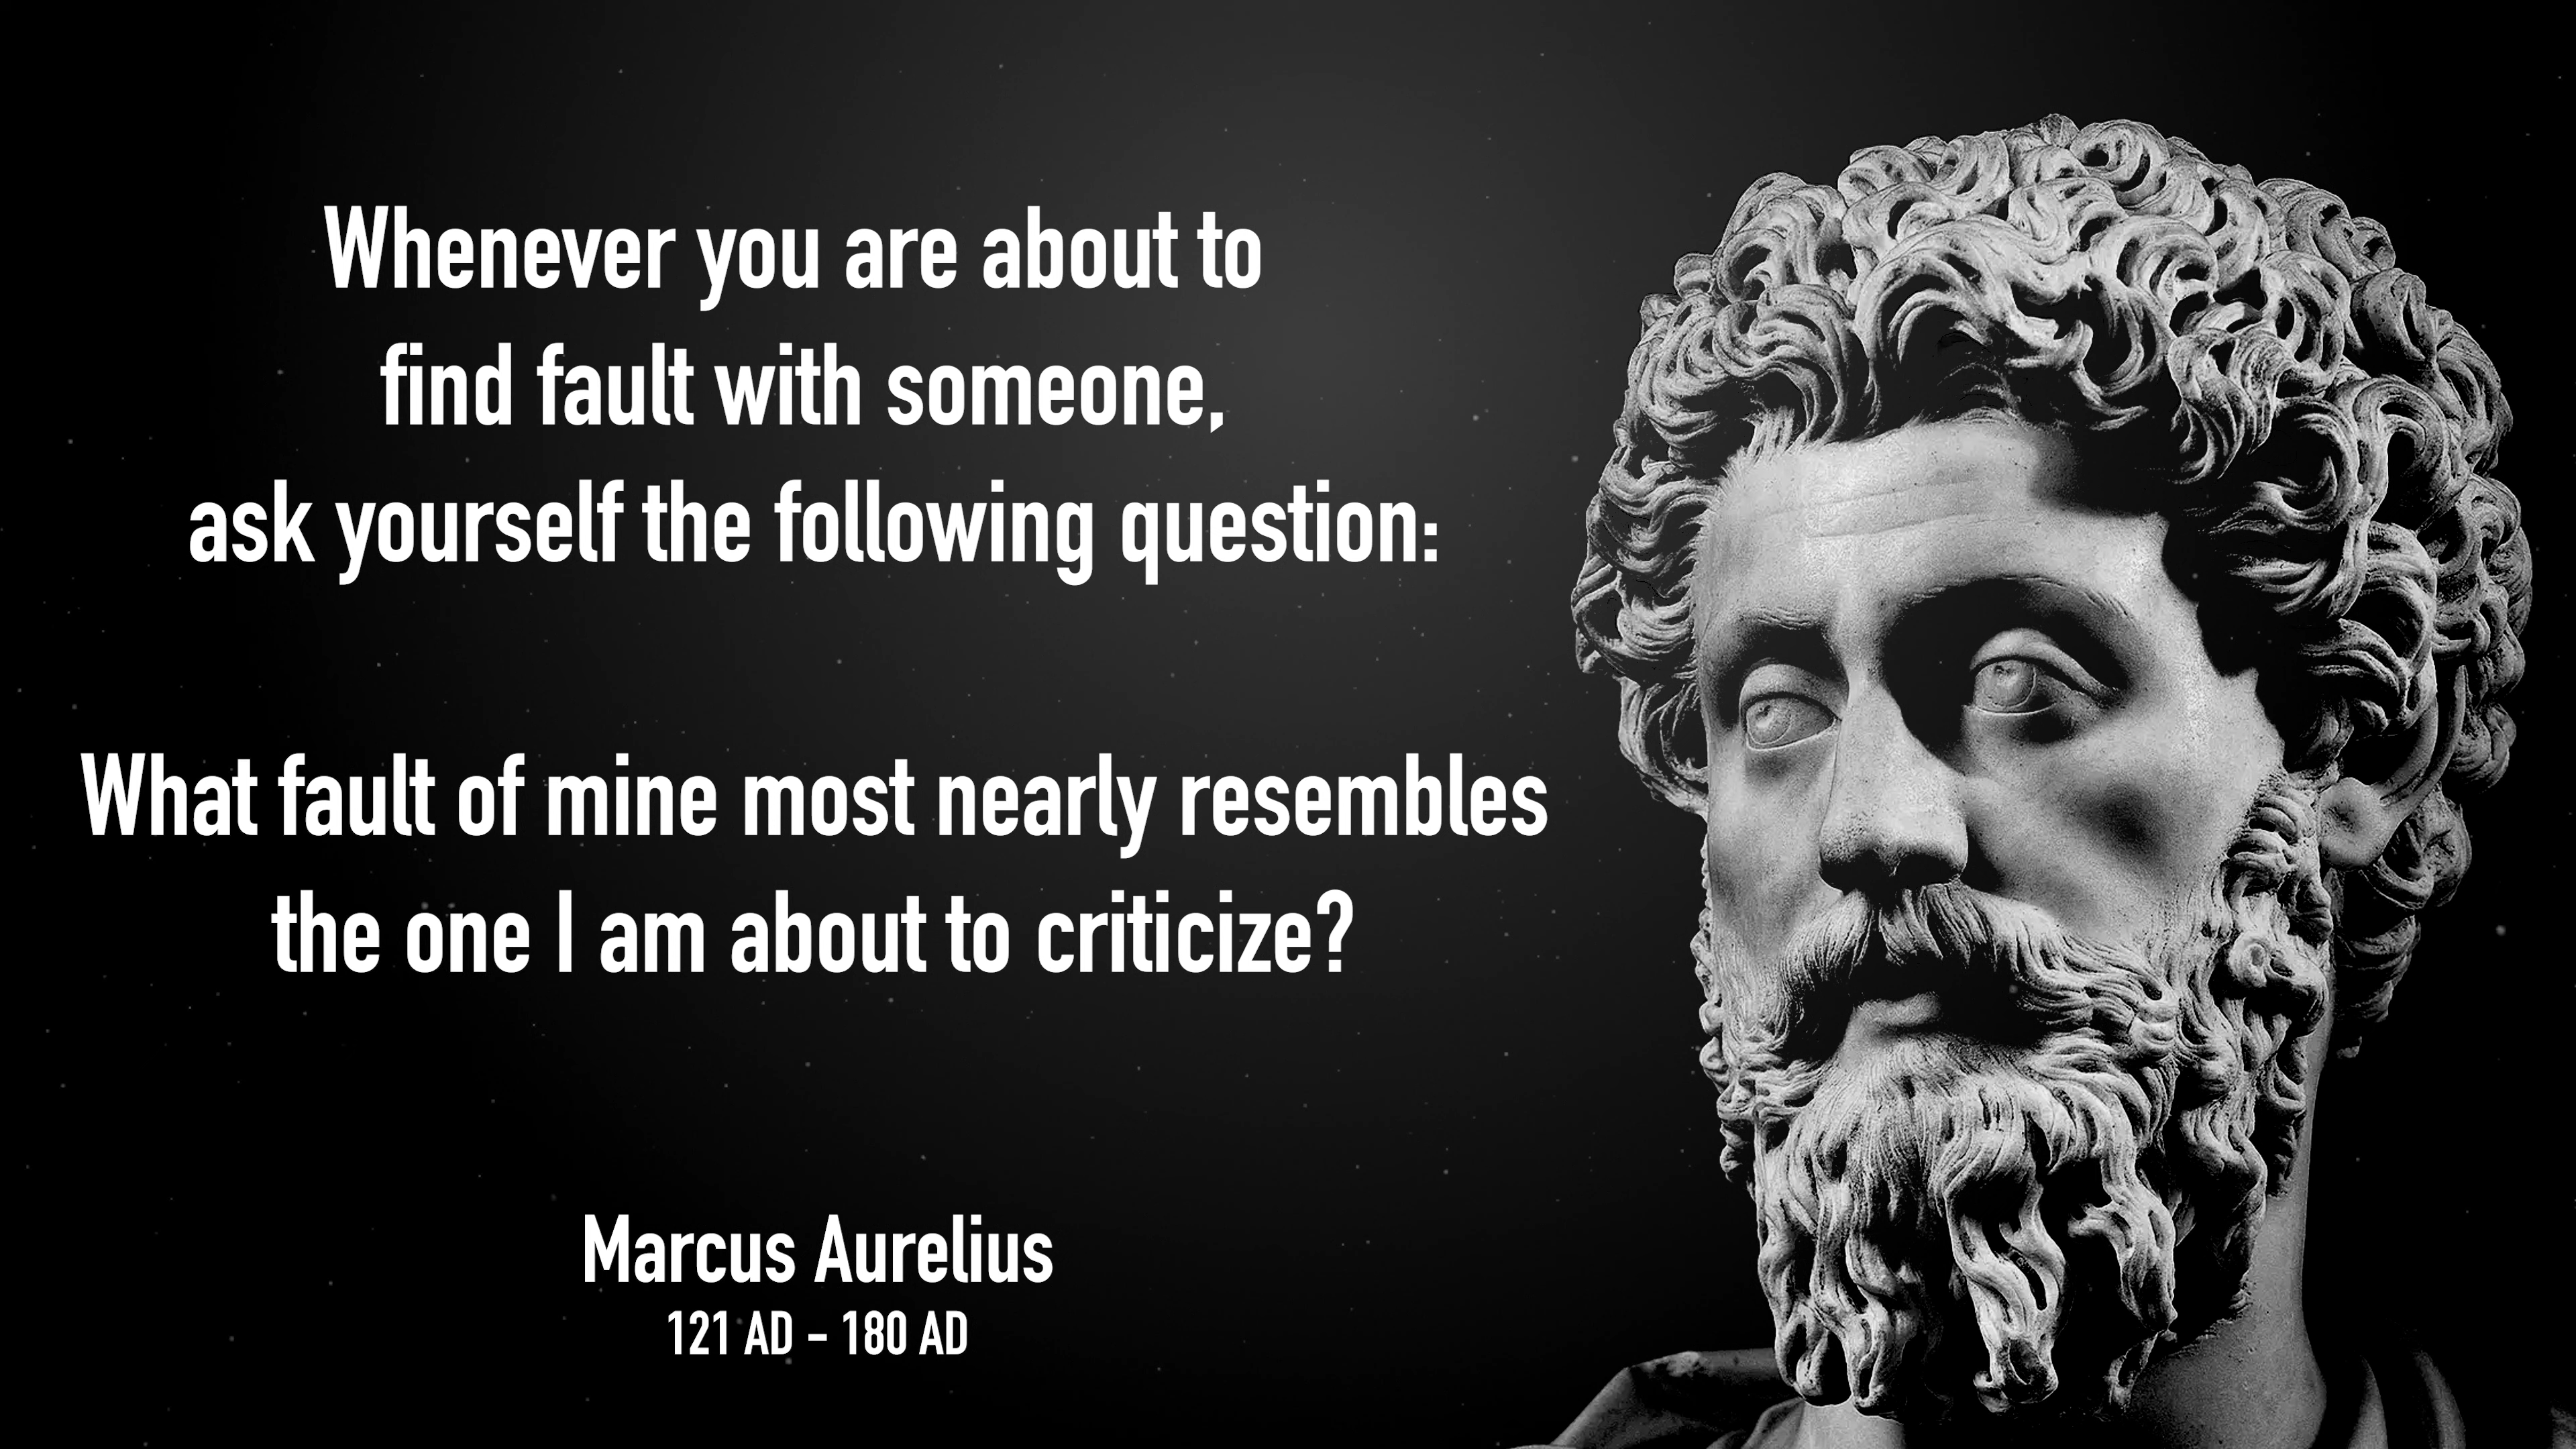 Whenever you are about to
find fault with someone,
ask yourself the following question:
What fault of mine most nearly resembles
the one I am about to criticize?
Marcus Aurelius
121 AD – 180 AD